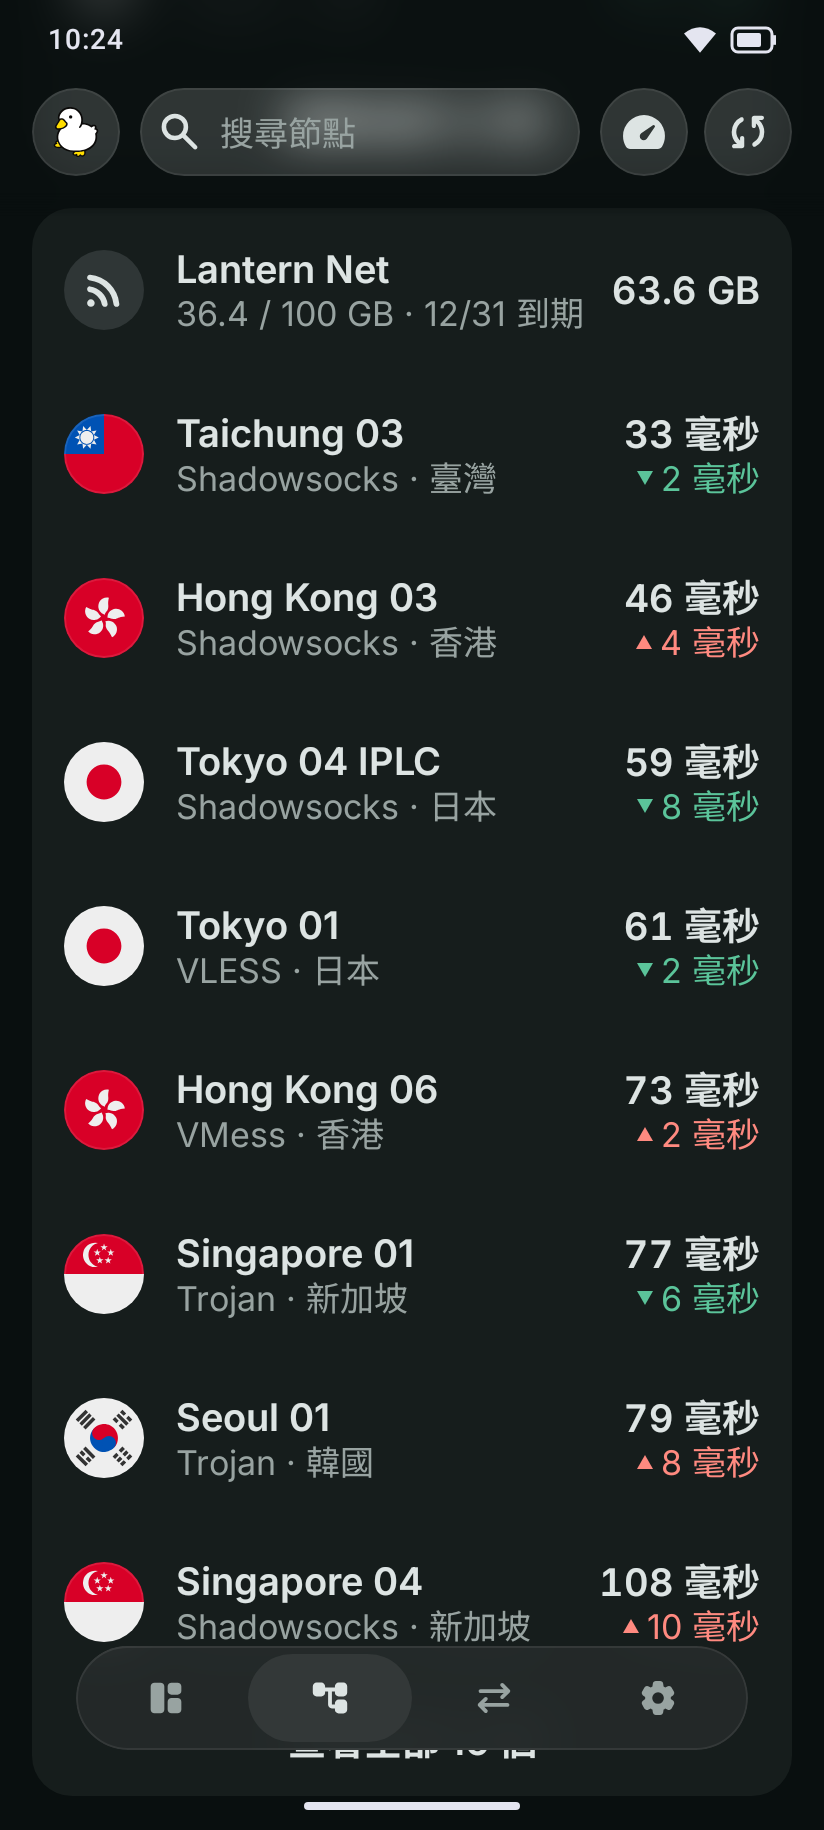 10:24
搜尋節點
Lantern Net
63.6 GB
36.4 / 100 GB · 12/31 到期
Taichung 03
33 毫秒
Shadowsocks · 臺灣
▼2 毫秒
Hong Kong 03
46 毫秒
Shadowsocks · 香港
▲4 毫秒
Tokyo 04 IPLC
59 毫秒
Shadowsocks · 日本
▼8 毫秒
Tokyo 01
61 毫秒
VLESS · 日本
▼2 毫秒
Hong Kong 06
73 毫秒
VMess · 香港
▲2 毫秒
Singapore 01
77 毫秒
Trojan · 新加坡
▼6 毫秒
Seoul 01
79 毫秒
Trojan · 韓國
▲8 毫秒
Singapore 04
108 毫秒
Shadowsocks · 新加坡
▲10 毫秒